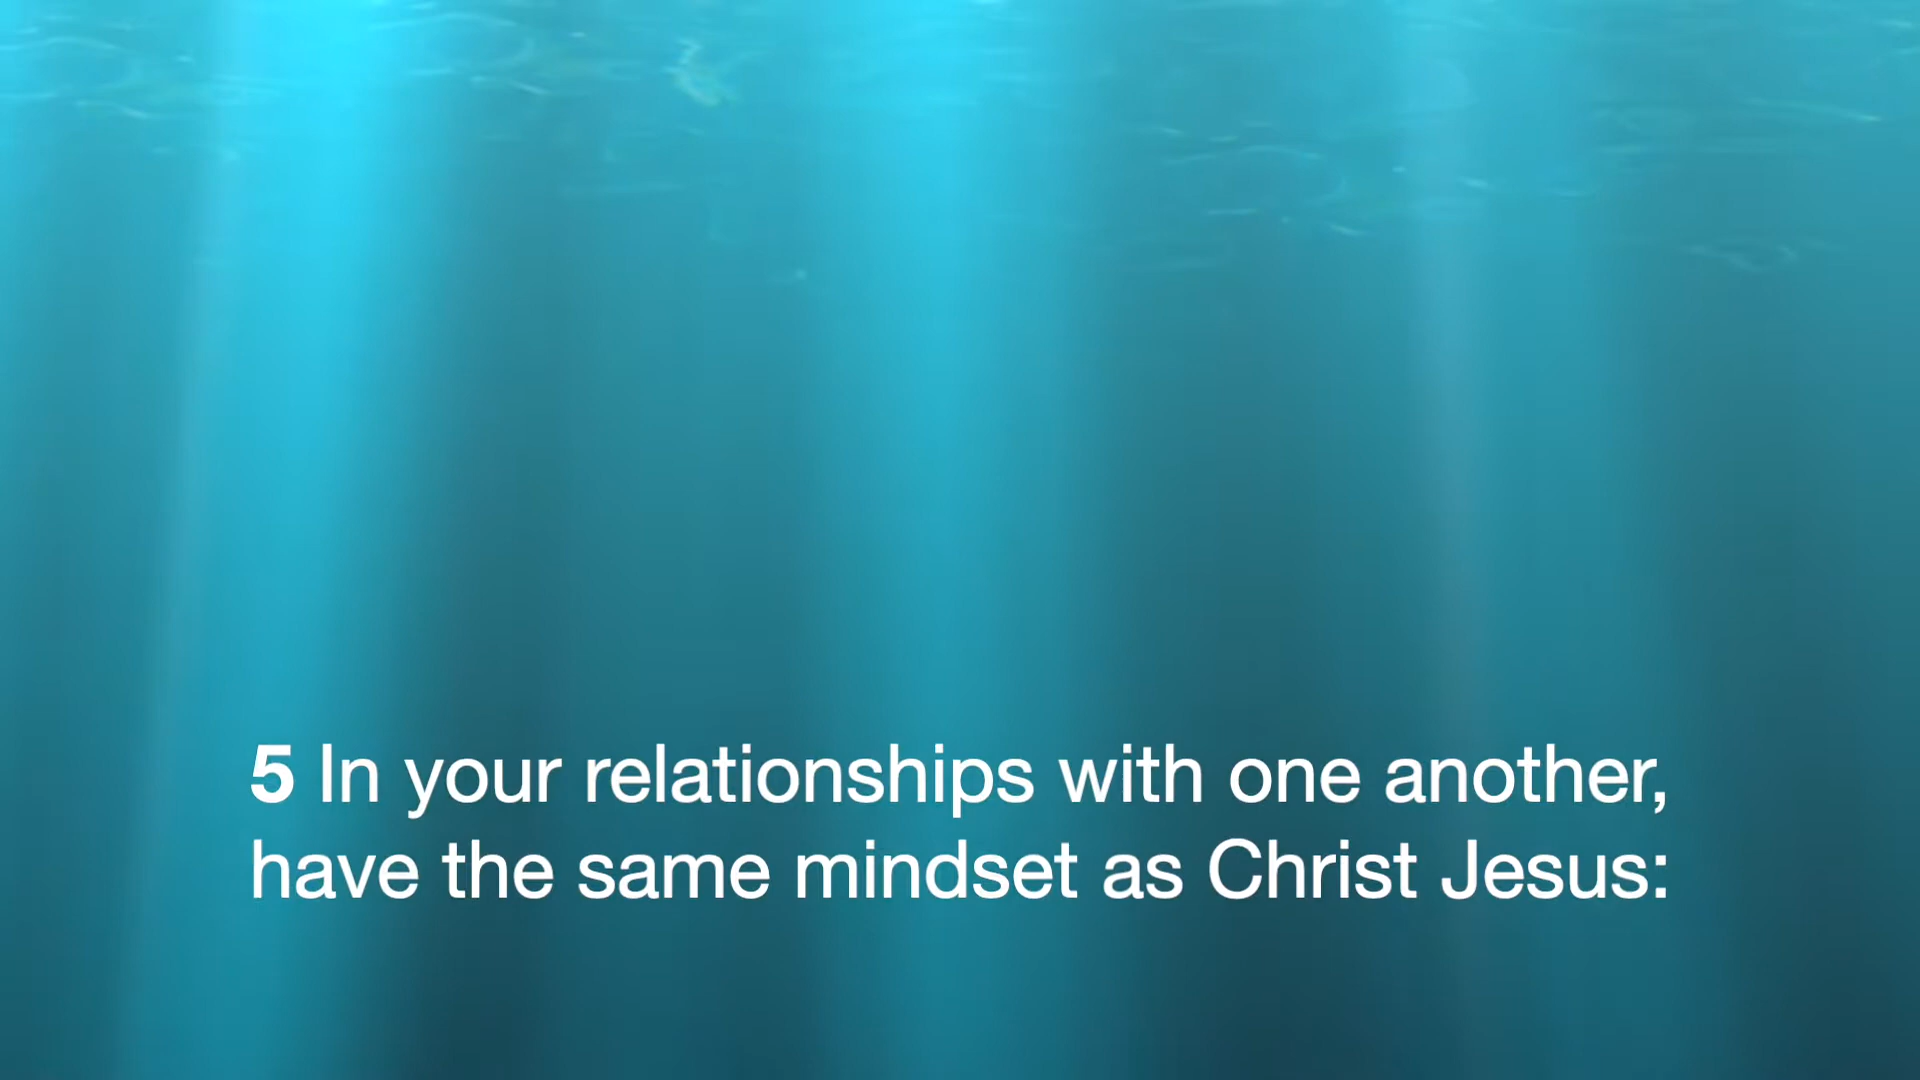 5 In your relationships with one another,
have the same mindset as Christ Jesus: